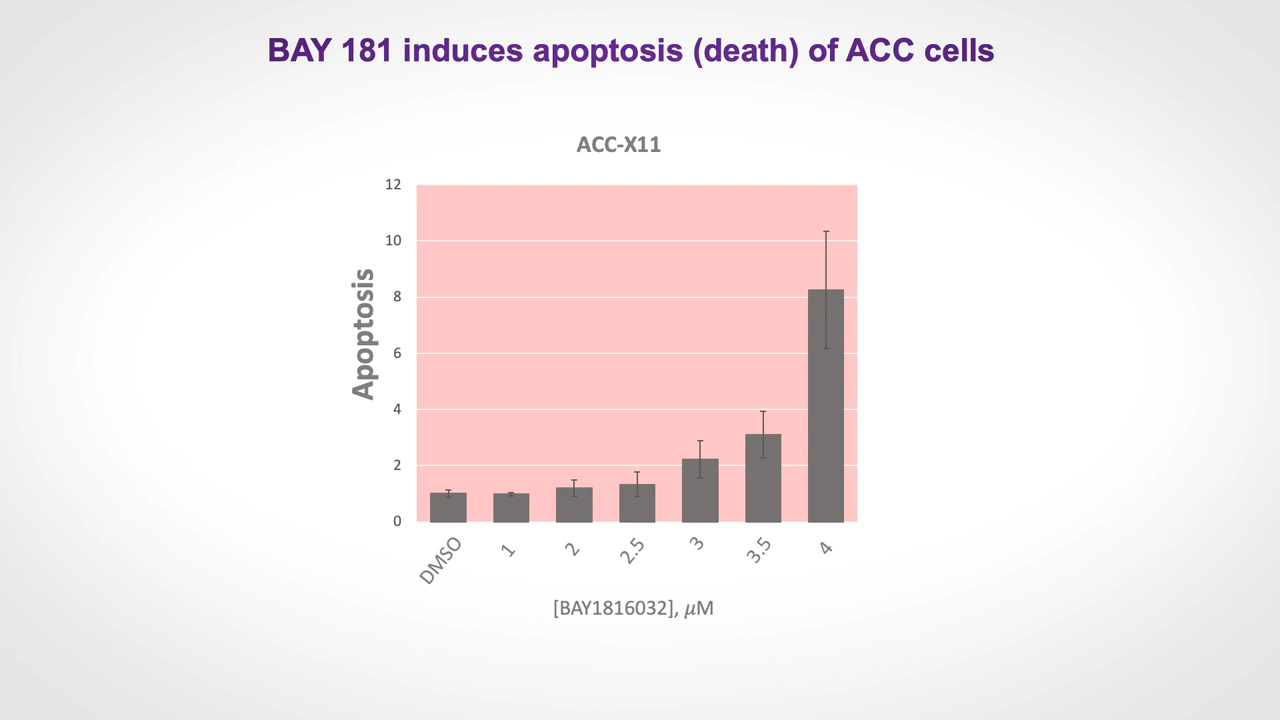 BAY 181 induces apoptosis (death) of ACC cells
ACC-X11
12
10
8
6
4
2
0
Apoptosis
DMSO 1 2 2.5 3 3.5 4
[BAY1816032], μM